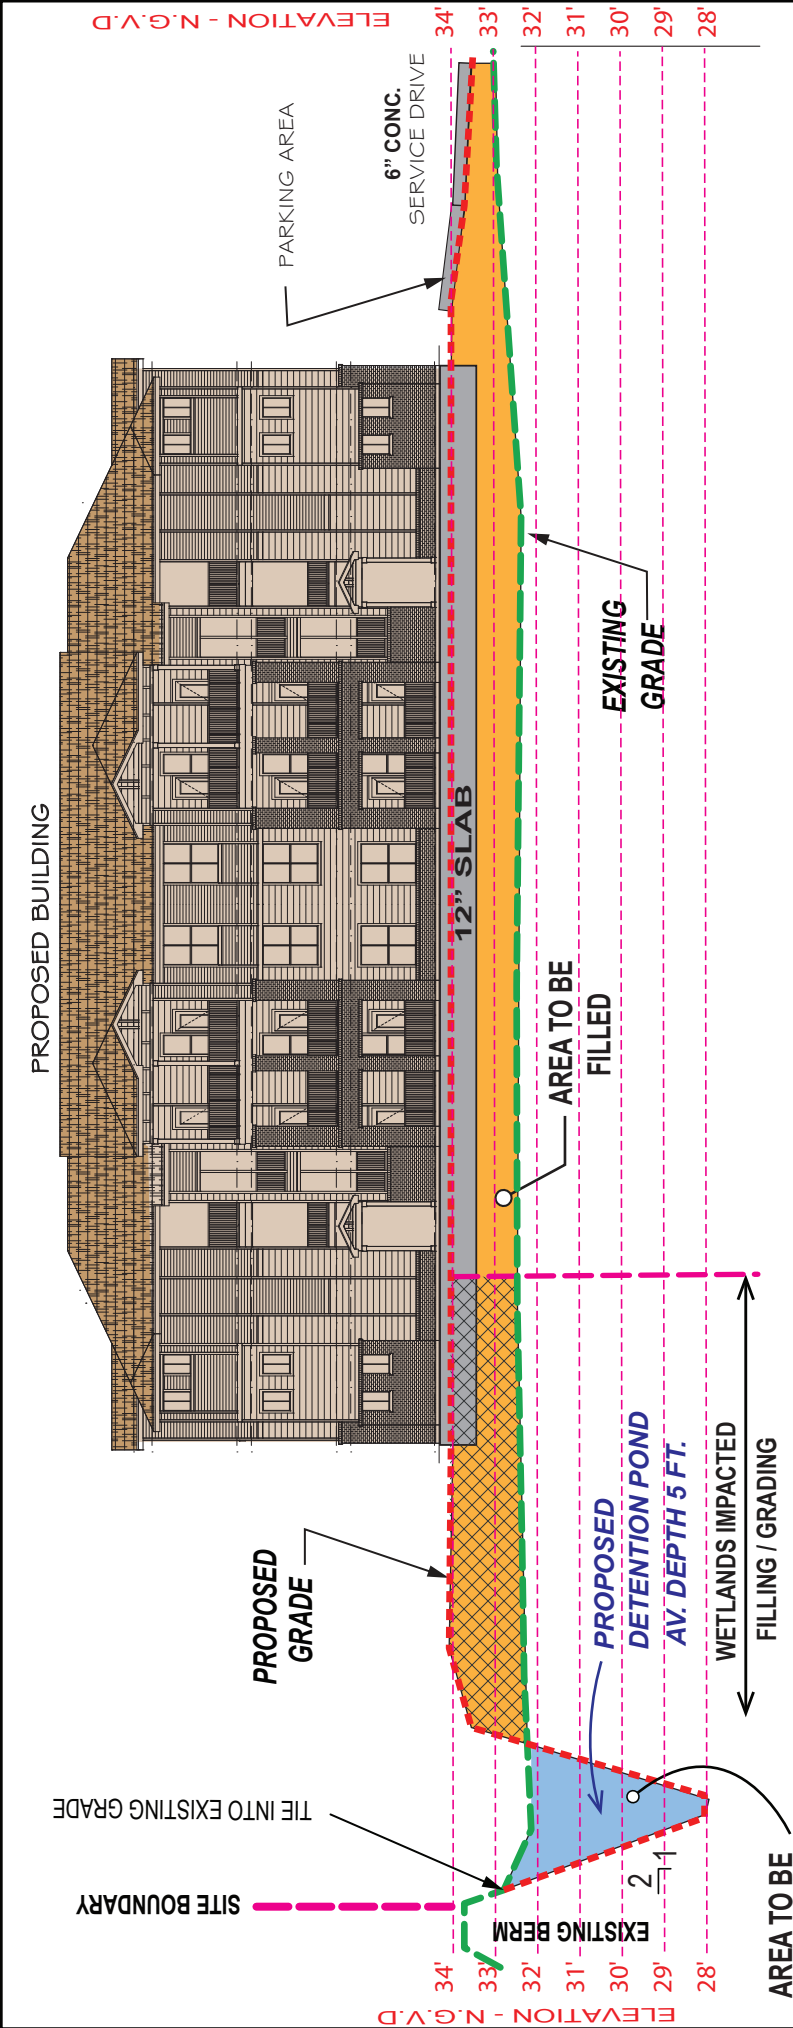 ELEVATION - N.G.V.D
34'
33'
32'
31'
30'
29'
28'
PARKING AREA
6” CONC.
SERVICE DRIVE
PROPOSED BUILDING
12” SLAB
EXISTING
GRADE
AREA TO BE
FILLED
PROPOSED
GRADE
PROPOSED
DETENTION POND
AV. DEPTH 5 FT.
WETLANDS IMPACTED
FILLING / GRADING
TIE INTO EXISTING GRADE
SITE BOUNDARY
EXISTING BERM
2
1
AREA TO BE
34'
33'
32'
31'
30'
29'
28'
ELEVATION - N.G.V.D